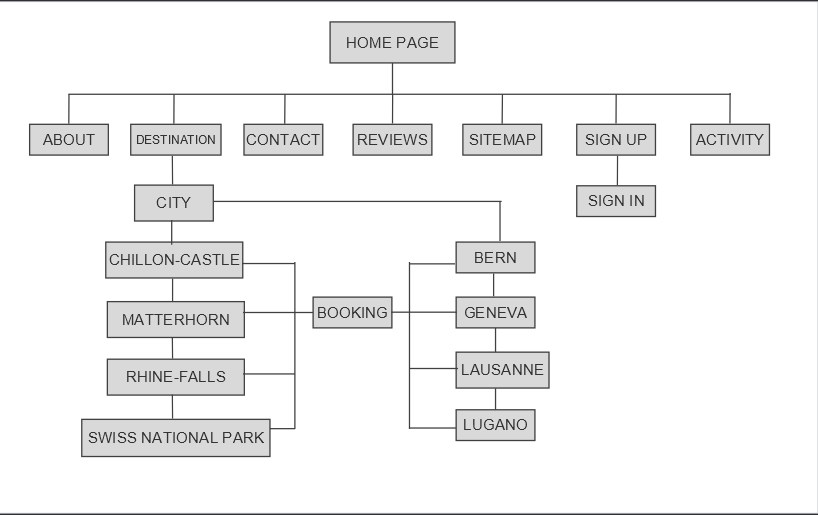 HOME PAGE
ABOUT
DESTINATION
CONTACT
REVIEWS
SITEMAP
SIGN UP
ACTIVITY
SIGN IN
CITY
CHILLON-CASTLE
MATTERHORN
RHINE-FALLS
SWISS NATIONAL PARK
BOOKING
BERN
GENEVA
LAUSANNE
LUGANO